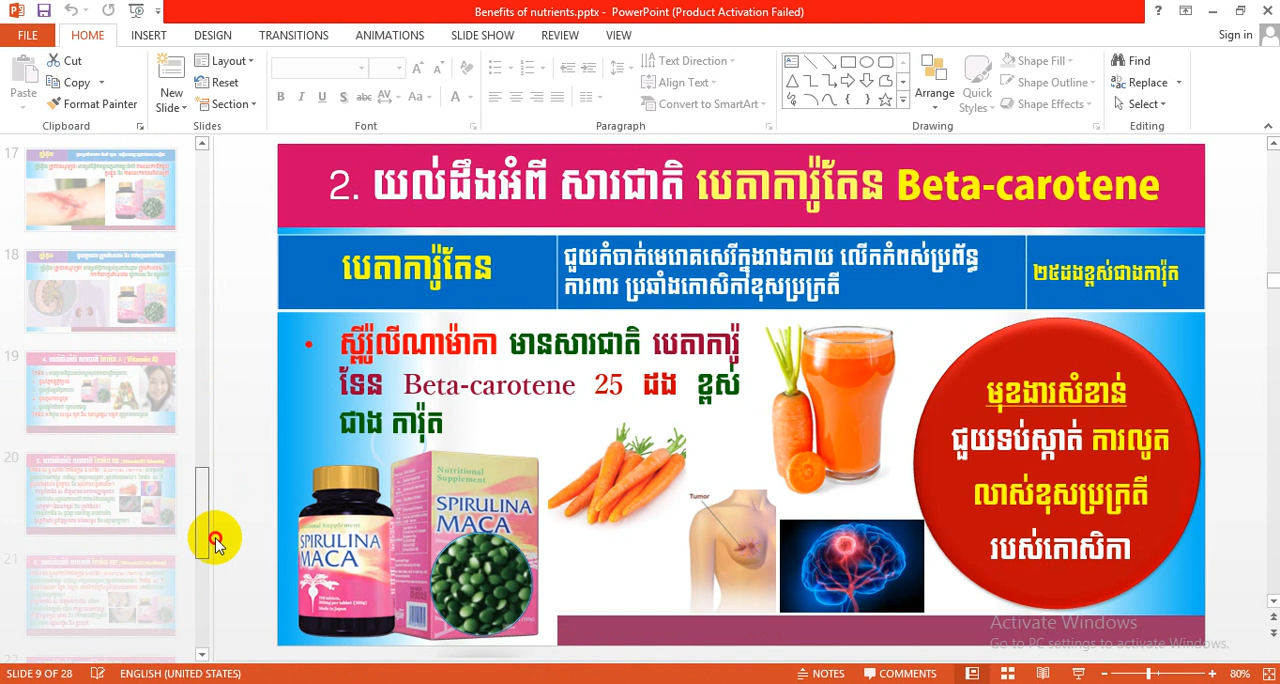 Benefits of nutrients.pptx - PowerPoint (Product Activation Failed)
FILE HOME INSERT DESIGN TRANSITIONS ANIMATIONS SLIDE SHOW REVIEW VIEW
Sign in
Paste
Cut
Copy
Format Painter
Clipboard
New Slide
Layout
Reset
Section
Slides
B I U S abc AV Aa A
Font
Text Direction
Align Text
Convert to SmartArt
Paragraph
Arrange
Quick Styles
Shape Fill
Shape Outline
Shape Effects
Drawing
Find
Replace
Select
Editing
17
18
19
20
21
2. យល់ដឹងអំពី សារជាតិ បេតាការ៉ូតែន Beta-carotene
បេតាការ៉ូតែន
ជួយកំចាត់មេរោគសេរីក្នុងរាងកាយ លើកកំពស់ប្រព័ន្ធ
ការពារ ប្រឆាំងកោសិកាខុសប្រក្រតី
២៥ដងខ្ពស់ជាងការ៉ុត
• ស្ពីរ៉ូលីណាម៉ាកា មានសារជាតិ បេតាការ៉ូ
ទែន Beta-carotene 25 ដង ខ្ពស់
ជាង ការ៉ុត
មុខងារសំខាន់
ជួយទប់ស្កាត់ ការលូត
លាស់ខុសប្រក្រតី
របស់កោសិកា
Nutritional
Supplement
SPIRULINA
MACA
SPIRULINA
MACA
Made in Japan
Tumor
Activate Windows
Go to PC settings to activate Windows.
SLIDE 9 OF 28 ENGLISH (UNITED STATES) NOTES COMMENTS 80%